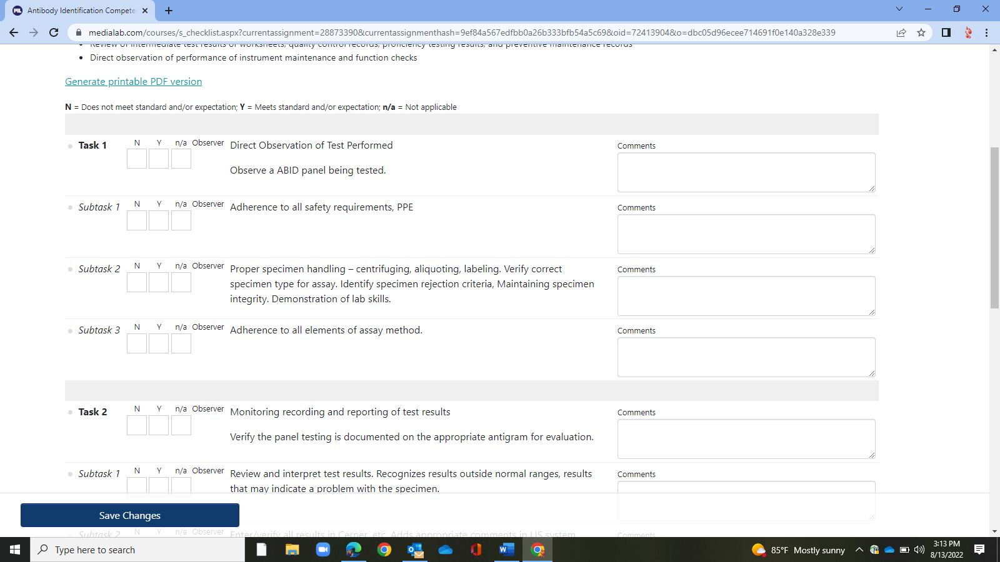 Antibody Identification Compete
medialab.com/courses/s_checklist.aspx?currentassignment=28873390&currentassignmenthash=9ef84a567edfbb0a26b333bfb54a5c69&oid=72413904&o=dbc05d96ecee714691f0e140a328e339
Review of intermediate test results or worksheets, quality control records, proficiency testing results, and preventive maintenance records
• Direct observation of performance of instrument maintenance and function checks
Generate printable PDF version
N = Does not meet standard and/or expectation; Y = Meets standard and/or expectation; n/a = Not applicable
Task 1 N Y n/a Observer Direct Observation of Test Performed Comments
Observe a ABID panel being tested.
Subtask 1 N Y n/a Observer Adherence to all safety requirements, PPE Comments
Subtask 2 N Y n/a Observer Proper specimen handling – centrifuging, aliquoting, labeling. Verify correct Comments
specimen type for assay. Identify specimen rejection criteria, Maintaining specimen
integrity. Demonstration of lab skills.
Subtask 3 N Y n/a Observer Adherence to all elements of assay method. Comments
Task 2 N Y n/a Observer Monitoring recording and reporting of test results Comments
Verify the panel testing is documented on the appropriate antigram for evaluation.
Subtask 1 N Y n/a Observer Review and interpret test results. Recognizes results outside normal ranges, results Comments
that may indicate a problem with the specimen.
Save Changes
Subtask 2 N Y n/a Observer Enter/verify all results in Cerner, etc. Adds appropriate comments in LIS system Comments
Type here to search
85°F Mostly sunny
3:13 PM
8/13/2022